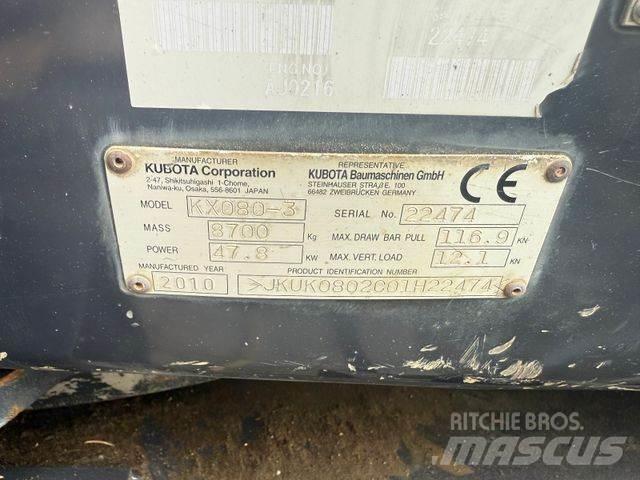 22474
ENG NO
AJ0216
MANUFACTURER
KUBOTA Corporation
2-47, Shikitsuhigashi 1-Chome,
Naniwa-ku, Osaka, 556-8601 JAPAN
REPRESENTATIVE
KUBOTA Baumaschinen GmbH
STEINHAUSER STRAßE. 100
66482 ZWEIBRÜCKEN GERMANY
CE
MODEL KX080-3
SERIAL No. 22474
MASS 8700 Kg
MAX. DRAW BAR PULL 116.9 KN
POWER 47.8 KW
MAX. VERT. LOAD 12.1 KN
MANUFACTURED YEAR 2010
PRODUCT IDENTIFICATION NUMBER
>JKUK0802C01H22474<
RITCHIE BROS.
MASCUS